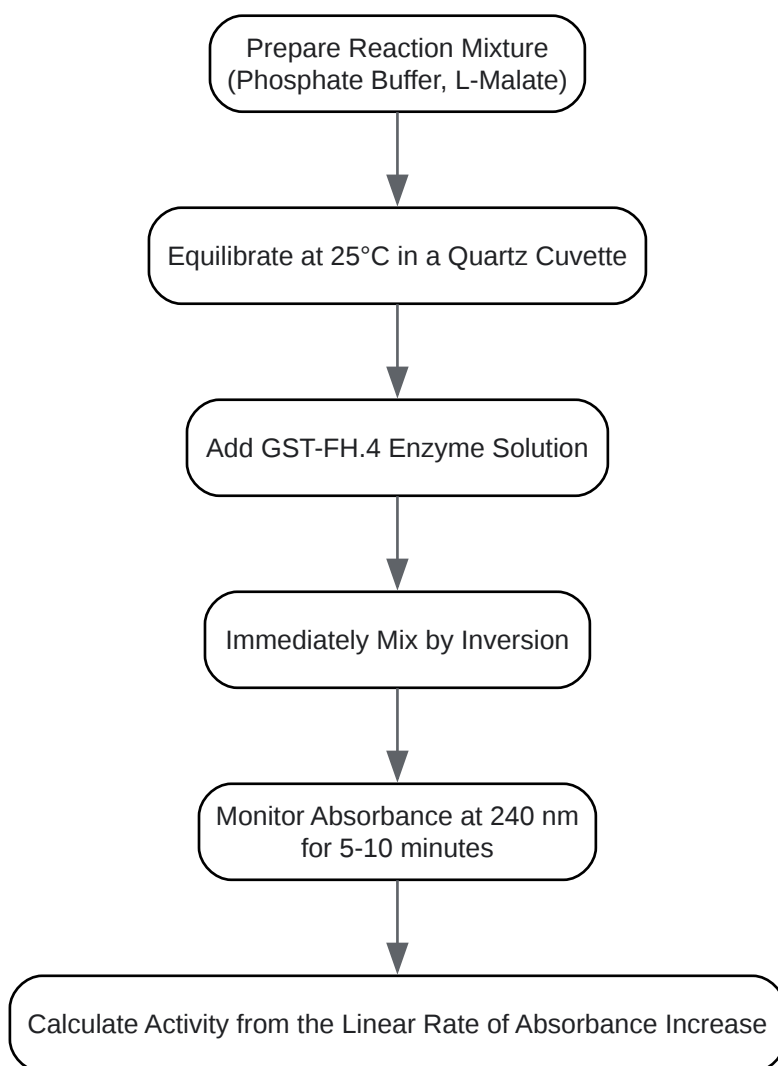 Prepare Reaction Mixture
(Phosphate Buffer, L-Malate)
Equilibrate at 25°C in a Quartz Cuvette
Add GST-FH.4 Enzyme Solution
Immediately Mix by Inversion
Monitor Absorbance at 240 nm
for 5-10 minutes
Calculate Activity from the Linear Rate of Absorbance Increase